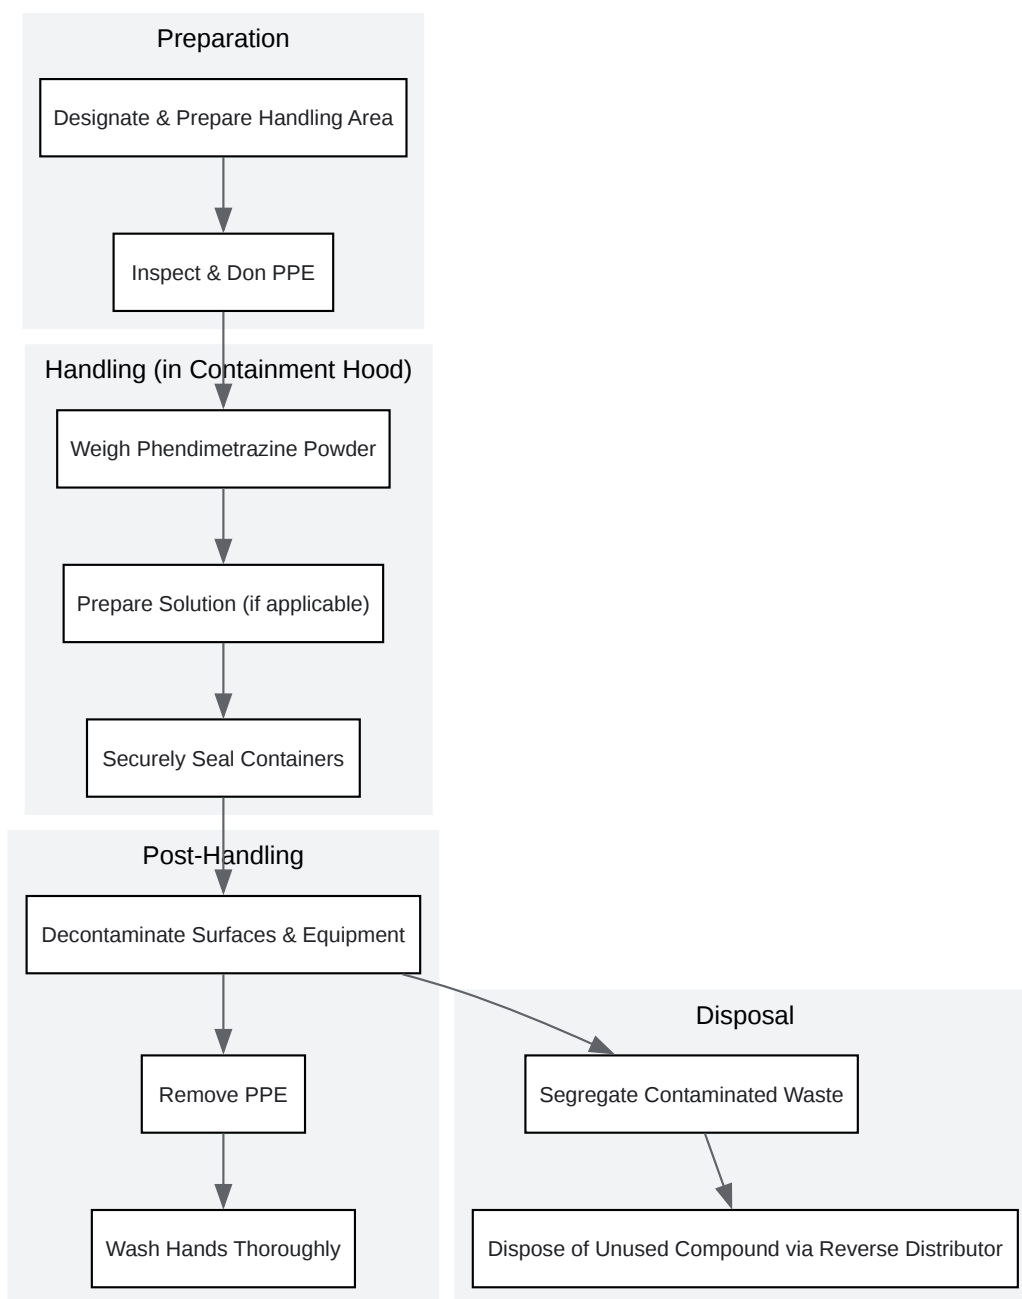 Preparation
Designate & Prepare Handling Area
Inspect & Don PPE
Handling (in Containment Hood)
Weigh Phendimetrazine Powder
Prepare Solution (if applicable)
Securely Seal Containers
Post-Handling
Decontaminate Surfaces & Equipment
Remove PPE
Wash Hands Thoroughly
Disposal
Segregate Contaminated Waste
Dispose of Unused Compound via Reverse Distributor